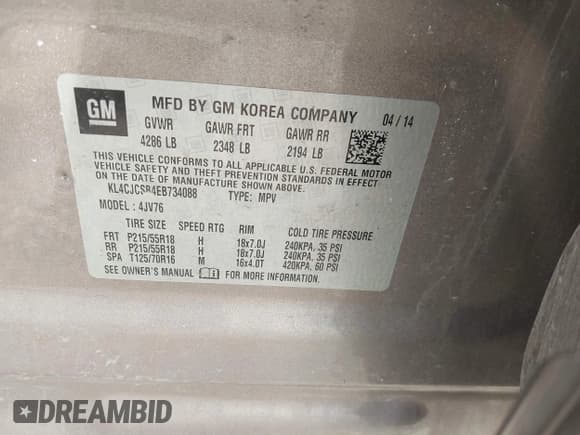 GM MFD BY GM KOREA COMPANY 04 / 14
GVWR GAWR FRT GAWR RR
4286 LB 2348 LB 2194 LB
THIS VEHICLE CONFORMS TO ALL APPLICABLE U.S. FEDERAL MOTOR
VEHICLE SAFETY AND THEFT PREVENTION STANDARDS IN EFFECT
ON THE DATE OF MANUFACTURE SHOWN ABOVE.
KL4CJCSB4EB734088 TYPE: MPV
MODEL : 4JV76
TIRE SIZE SPEED RTG RIM COLD TIRE PRESSURE
FRT P215/55R18 H 18x7.0J 240KPA, 35 PSI
RR P215/55R18 H 18x7.0J 240KPA, 35 PSI
SPA T125/70R16 M 16x4.0T 420KPA, 60 PSI
SEE OWNER'S MANUAL FOR MORE INFORMATION.
DREAMBID